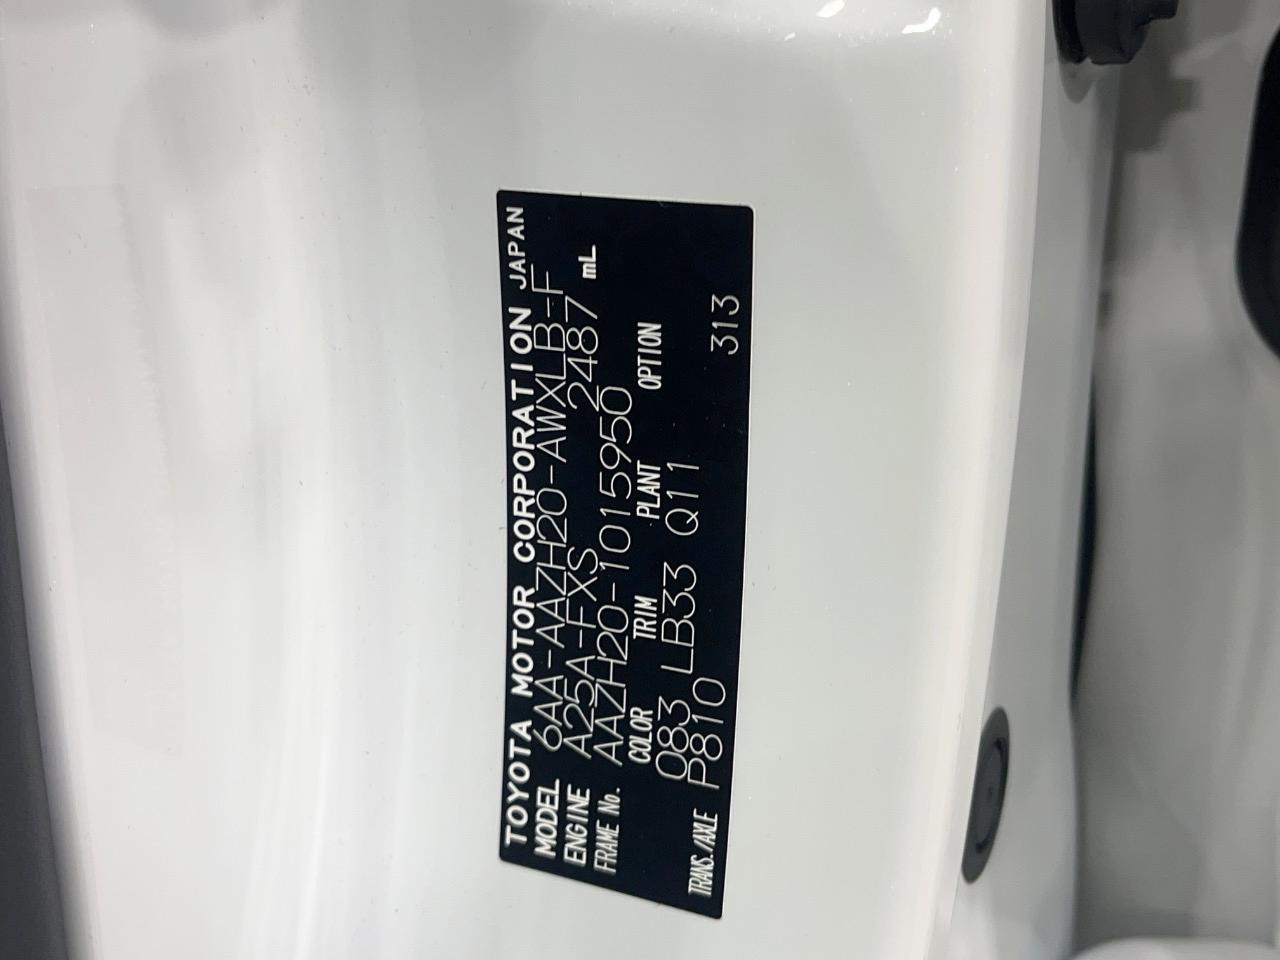 TOYOTA MOTOR CORPORATION JAPAN
MODEL 6AA-AAZH20-AWXLB-F
ENGINE A25A-FXS 2487 mL
FRAME No. AAZH20-1015950
COLOR TRIM PLANT OPTION
083 LB33 Q11
TRANS./AXLE P810 313